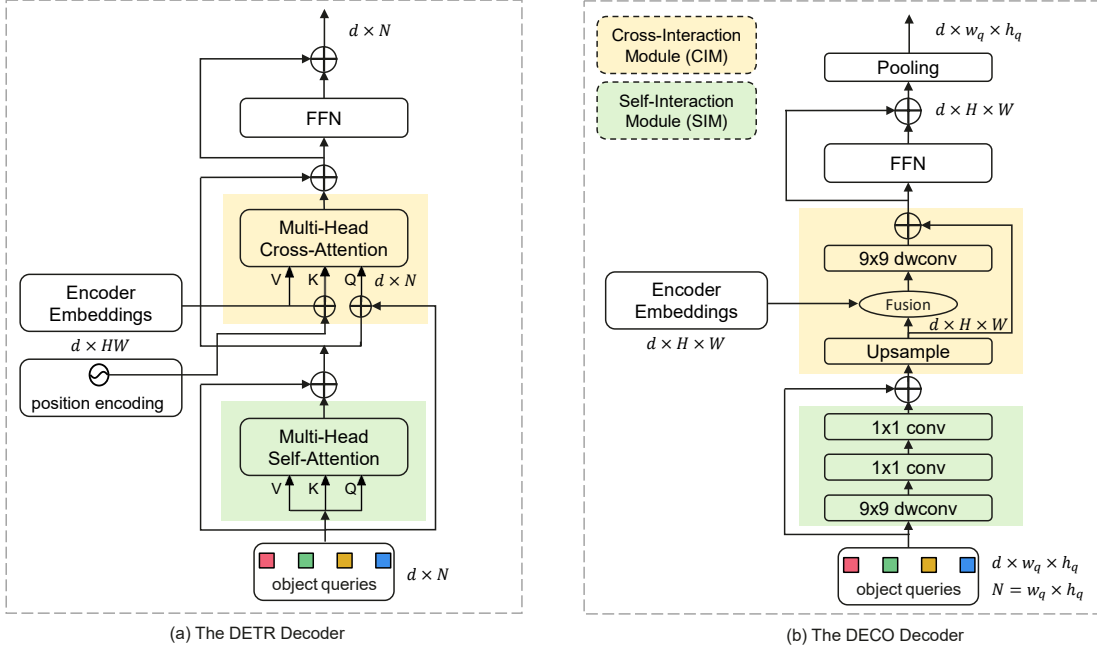 d × N
FFN
Multi-Head
Cross-Attention
V K Q d × N
Encoder
Embeddings
d × HW
position encoding
Multi-Head
Self-Attention
V K Q
object queries
d × N
(a) The DETR Decoder
Cross-Interaction
Module (CIM)
Self-Interaction
Module (SIM)
d × w_q × h_q
Pooling
d × H × W
FFN
9x9 dwconv
Fusion
Encoder
Embeddings
d × H × W
d × H × W
Upsample
1x1 conv
1x1 conv
9x9 dwconv
object queries
d × w_q × h_q
N = w_q × h_q
(b) The DECO Decoder